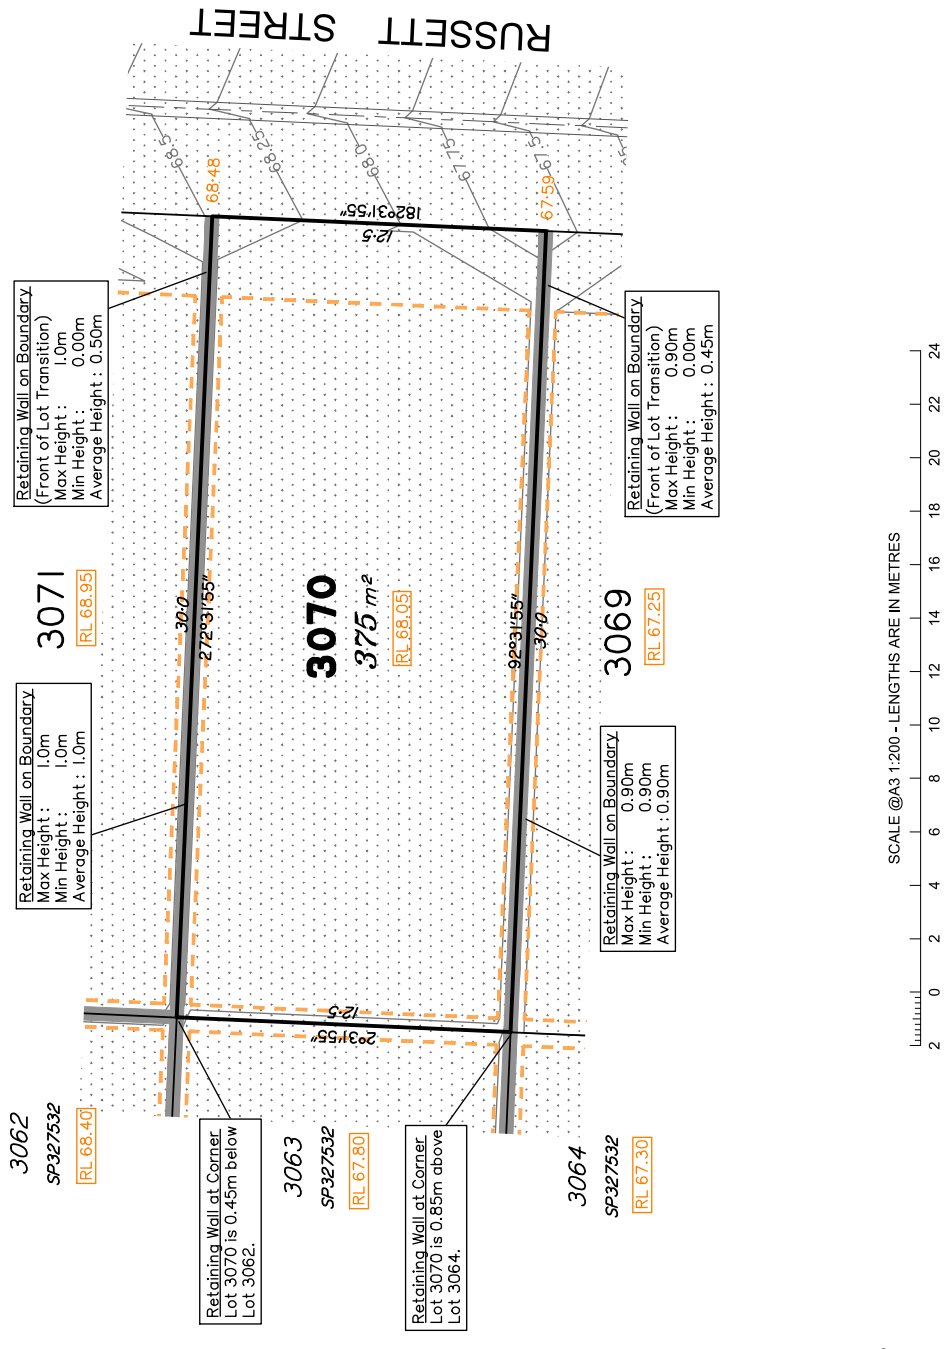 RUSSETT
STREET
68.5
68.25
68.0
67.75
67.5
68·48
67·59
182°31'55"
12·5
Retaining Wall on Boundary
(Front of Lot Transition)
Max Height : 1.0m
Min Height : 0.00m
Average Height : 0.50m
Retaining Wall on Boundary
(Front of Lot Transition)
Max Height : 0.90m
Min Height : 0.00m
Average Height : 0.45m
3071
RL 68.95
30·0
272°31'55"
3070
375 m²
RL 68.05
92°31'55"
30·0
3069
RL 67.25
Retaining Wall on Boundary
Max Height : 1.0m
Min Height : 1.0m
Average Height : 1.0m
Retaining Wall on Boundary
Max Height : 0.90m
Min Height : 0.90m
Average Height : 0.90m
12·5
2°31'55"
3062
SP327532
RL 68.40
3063
SP327532
RL 67.80
3064
SP327532
RL 67.30
Retaining Wall at Corner
Lot 3070 is 0.45m below
Lot 3062.
Retaining Wall at Corner
Lot 3070 is 0.85m above
Lot 3064.
SCALE @A3 1:200 - LENGTHS ARE IN METRES
2 0 2 4 6 8 10 12 14 16 18 20 22 24